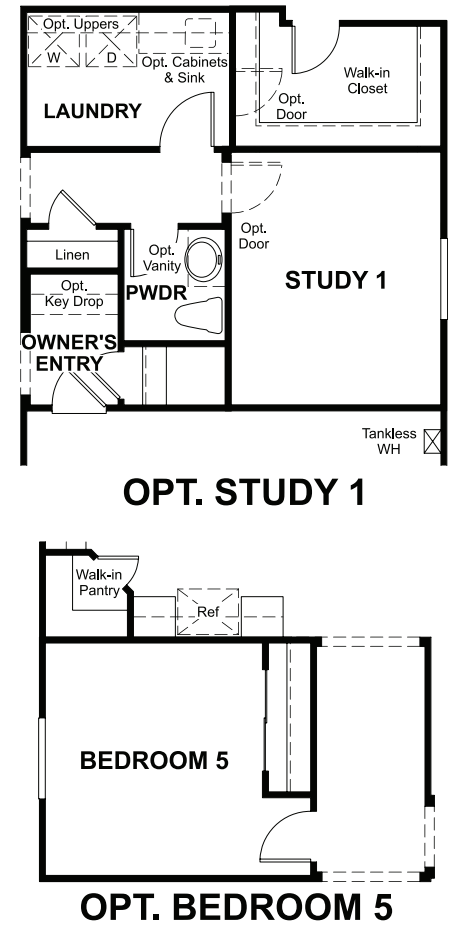 Opt. Uppers
W D
Opt. Cabinets
& Sink
LAUNDRY
Walk-in
Closet
Opt.
Door
Opt.
Door
Linen
Opt.
Vanity
STUDY 1
Opt.
Key Drop
PWDR
OWNER'S
ENTRY
Tankless
WH
OPT. STUDY 1
Walk-in
Pantry
Ref
BEDROOM 5
OPT. BEDROOM 5